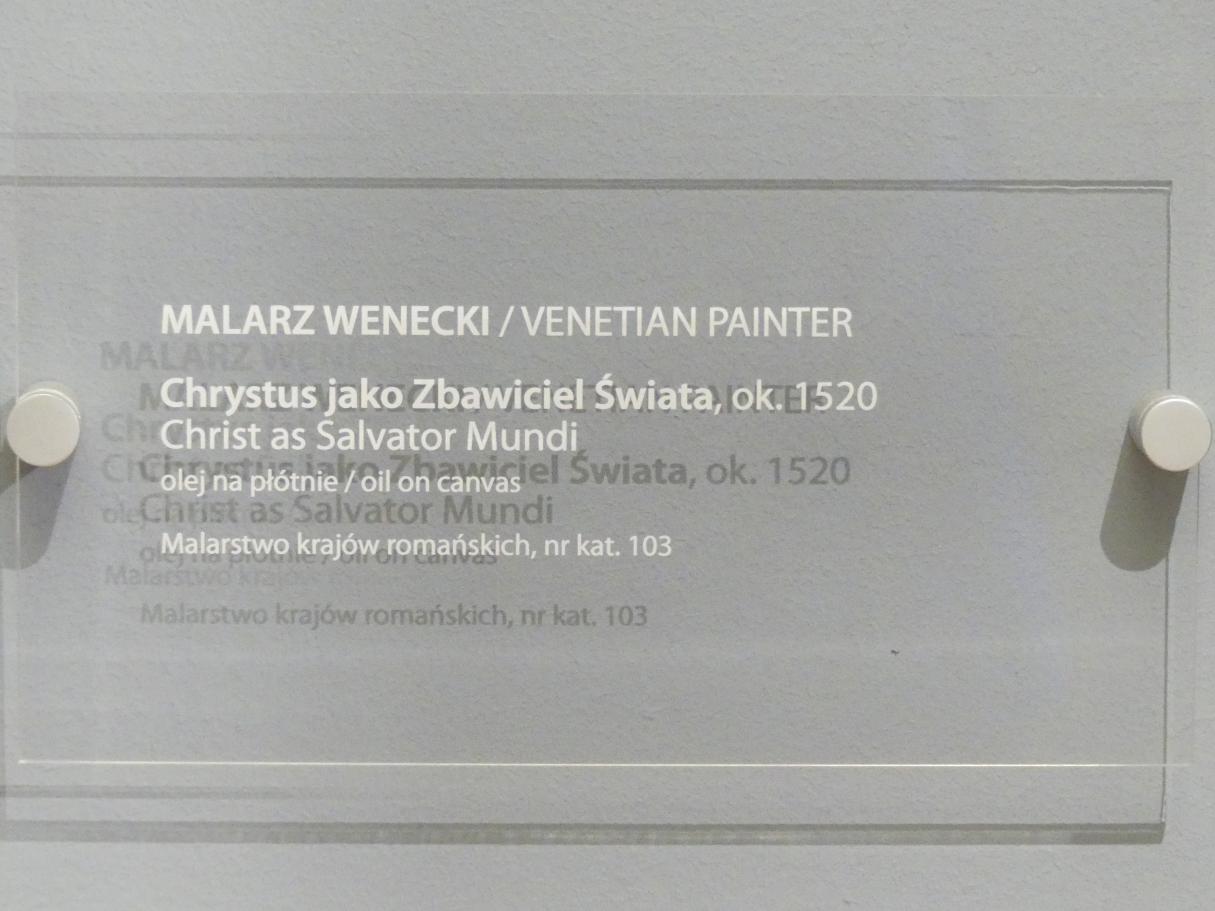 MALARZ WENECKI / VENETIAN PAINTER
Chrystus jako Zbawiciel Świata, ok. 1520
Christ as Salvator Mundi
olej na płótnie / oil on canvas
Malarstwo krajów romańskich, nr kat. 103